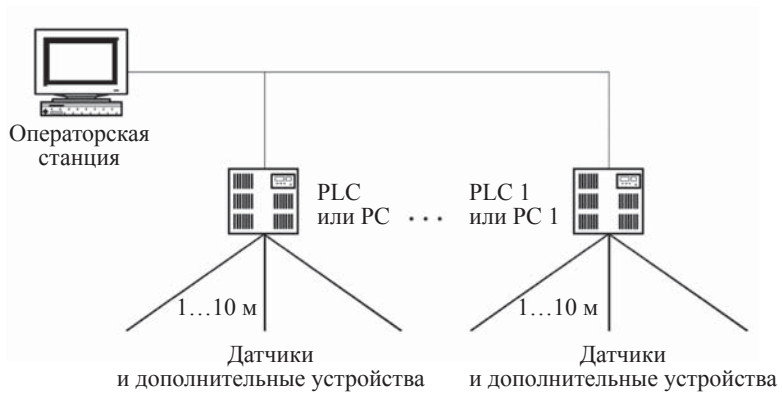 Операторская
станция
PLC
или PC
...
PLC 1
или PC 1
1…10 м
1…10 м
Датчики
и дополнительные устройства
Датчики
и дополнительные устройства